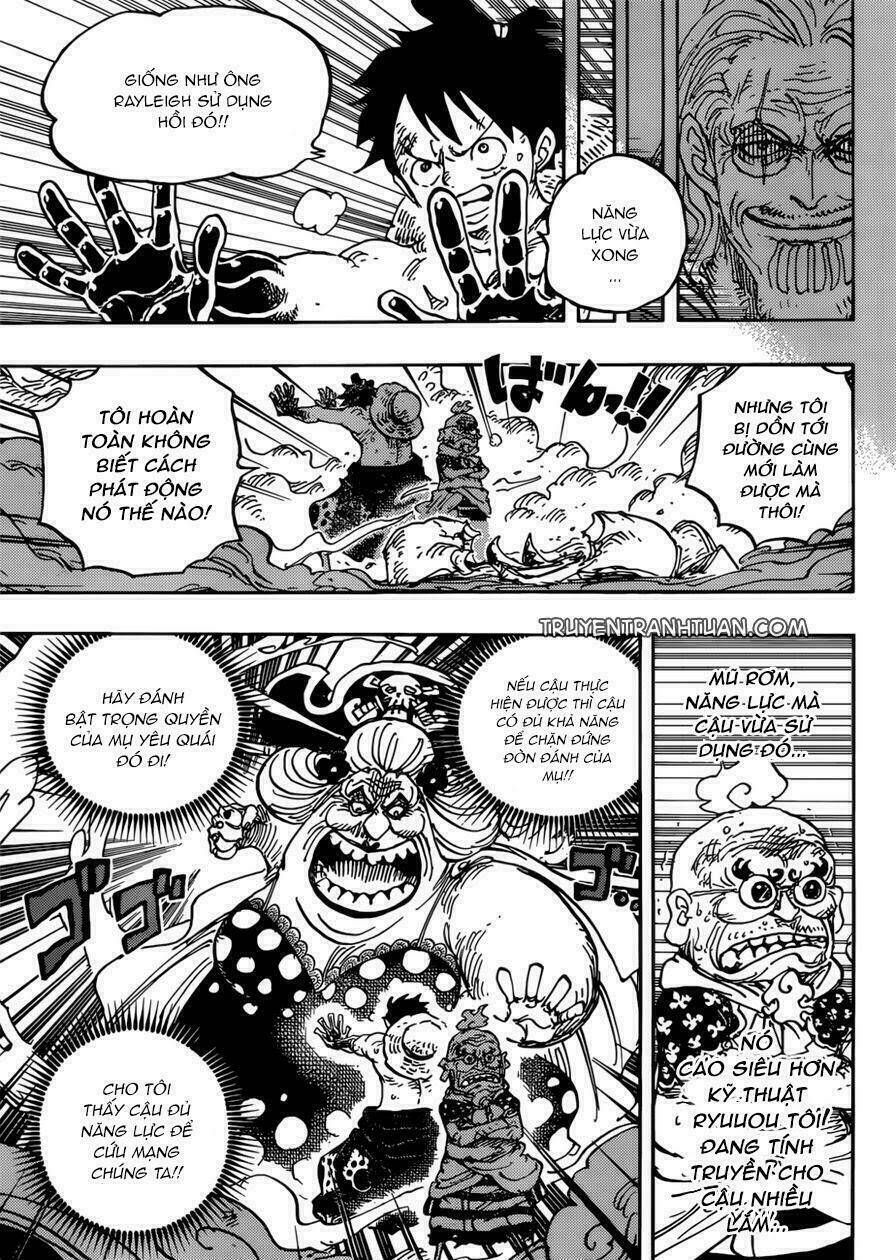 NĂNG
LỰC VỪA
XONG
...
GIỐNG NHƯ ÔNG
RAYLEIGH SỬ DỤNG
HỒI ĐÓ!!
NHƯNG TÔI
BỊ DỒN TỚI
ĐƯỜNG CÙNG
MỚI LÀM
ĐƯỢC MÀ
THÔI!
ばんっ!!
TÔI HOÀN
TOÀN KHÔNG
BIẾT CÁCH
PHÁT ĐỘNG
NÓ THẾ NÀO!
TRUYENTRANHTUAN.COM
MŨ RƠM,
NĂNG LỰC MÀ
CẬU VỪA SỬ
DỤNG ĐÓ...
NÓ
CAO SIÊU HƠN
KỸ THUẬT
RYUUOU TÔI
ĐANG TÍNH
TRUYỀN CHO
CẬU NHIỀU
LẮM...
NẾU CẬU THỰC
HIỆN ĐƯỢC THÌ CẬU
CÓ ĐỦ KHẢ NĂNG
ĐỂ CHẶN ĐỨNG
ĐÒN ĐÁNH CỦA
MỤ!!
HÃY ĐÁNH
BẬT TRỌNG QUYỀN
CỦA MỤ YÊU QUÁI
ĐÓ ĐI!
ゴ
ゴ
ゴ
CHO TÔI
THẤY CẬU ĐỦ
NĂNG LỰC ĐỂ
CỨU MẠNG
CHÚNG TA!!